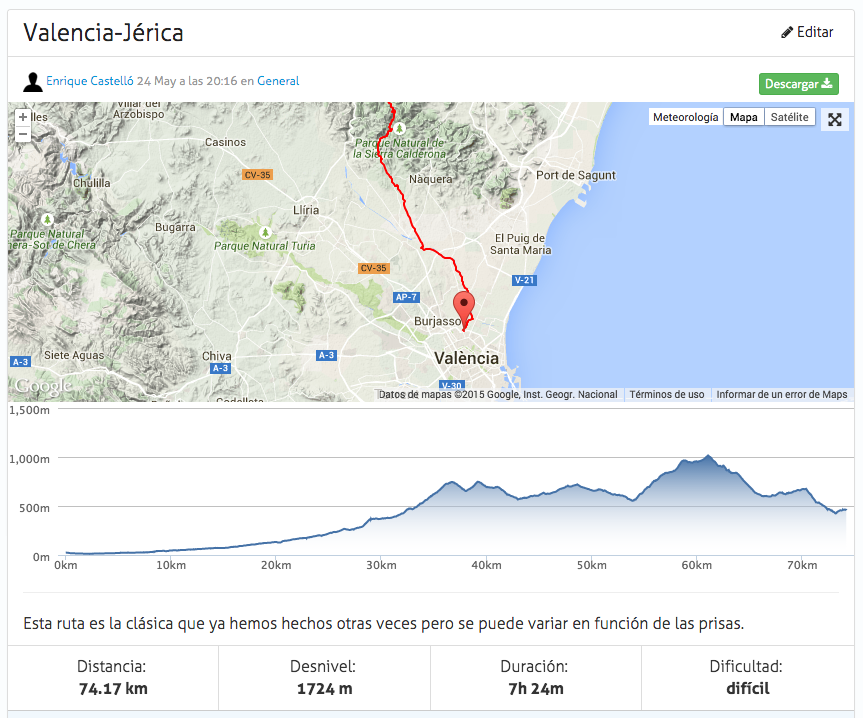 Valencia-Jérica
Editar
Enrique Castelló 24 May a las 20:16 en General
Descargar
+
−
Meteorología Mapa Satélite
Villar del
Arzobispo
Casinos
CV-35
Parque Natural de
la Sierra Calderona
Nàquera
Port de Sagunt
Chulilla
Llíria
Bugarra
Parque Natural
Parque Natural Turia
El Puig de
Santa Maria
CV-35
V-21
AP-7
Burjassot
Siete Aguas
A-3
Chiva
A-3
A-3
Valencia
V-30
Google
Datos de mapas ©2015 Google, Inst. Geogr. Nacional
Términos de uso
Informar de un error de Maps
1,500m
1,000m
500m
0m
0km 10km 20km 30km 40km 50km 60km 70km
Esta ruta es la clásica que ya hemos hechos otras veces pero se puede variar en función de las prisas.
Distancia: Desnivel: Duración: Dificultad:
74.17 km 1724 m 7h 24m difícil